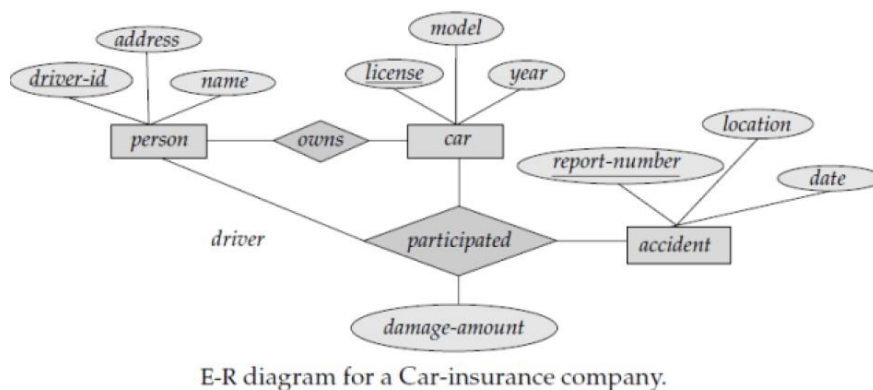 model
address
license
year
driver-id
name
person
owns
car
location
report-number
date
driver
participated
accident
damage-amount
E-R diagram for a Car-insurance company.